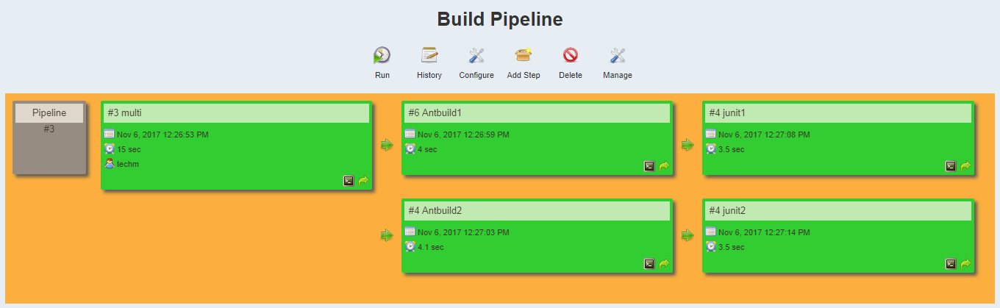 Build Pipeline
Run History Configure Add Step Delete Manage
Pipeline
#3
#3 multi
Nov 6, 2017 12:26:53 PM
15 sec
techm
#6 Antbuild1
Nov 6, 2017 12:26:59 PM
4 sec
#4 junit1
Nov 6, 2017 12:27:08 PM
3.5 sec
#4 Antbuild2
Nov 6, 2017 12:27:03 PM
4.1 sec
#4 junit2
Nov 6, 2017 12:27:14 PM
3.5 sec